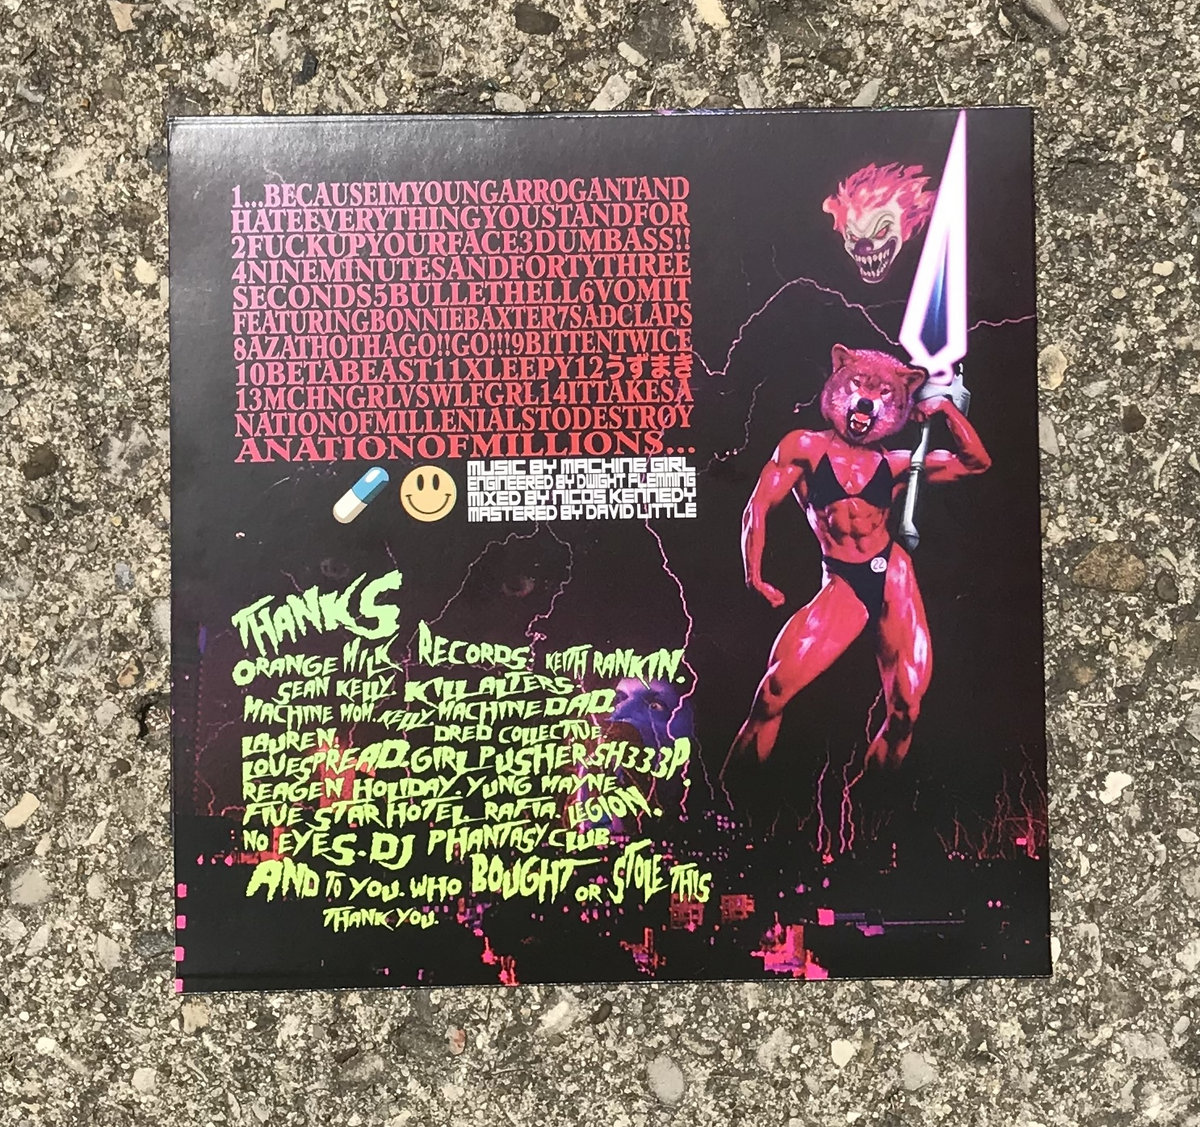 1...BECAUSEIMYOUNGARROGANTAND
HATEEVERYTHINGYOUSTANDFOR
2FUCKUPYOURFACE3DUMBASS!!
4NINEMINUTESANDFORTYTHREE
SECONDS5BULLETHELL6VOMIT
FEATURINGBONNIEBAXTER7SADCLAPS
8AZATHOTHAGO!!GO!!!9BITTENTWICE
10BETABEAST11XLEEPY12うずまき
13MCHNGRLVSWLFGRL14ITTAKESA
NATIONOFMILLENIALSTODESTRØY
ANATIONOFMILLIONS...
MUSIC BY MACHINE GIRL
ENGINEERED BY DWIGHT FLEMMING
MIXED BY NICOS KENNEDY
MASTERED BY DAVID LITTLE
THANKS
ORANGE MILK RECORDS. KEITH RANKIN.
SEAN KELLY. KILL ALTERS.
MACHINE MOM. KELLY. MACHINE DAD.
LAUREN. DRED COLLECTIVE.
LOVESPREAD. GIRL PUSHER. SH333P.
REAGEN HOLIDAY. YUNG MAYNE.
FIVE STAR HOTEL. RAFIA. LEGION.
NO EYES. DJ PHANTASY CLUB.
AND TO YOU. WHO BOUGHT OR STOLE THIS
THANK YOU.
22